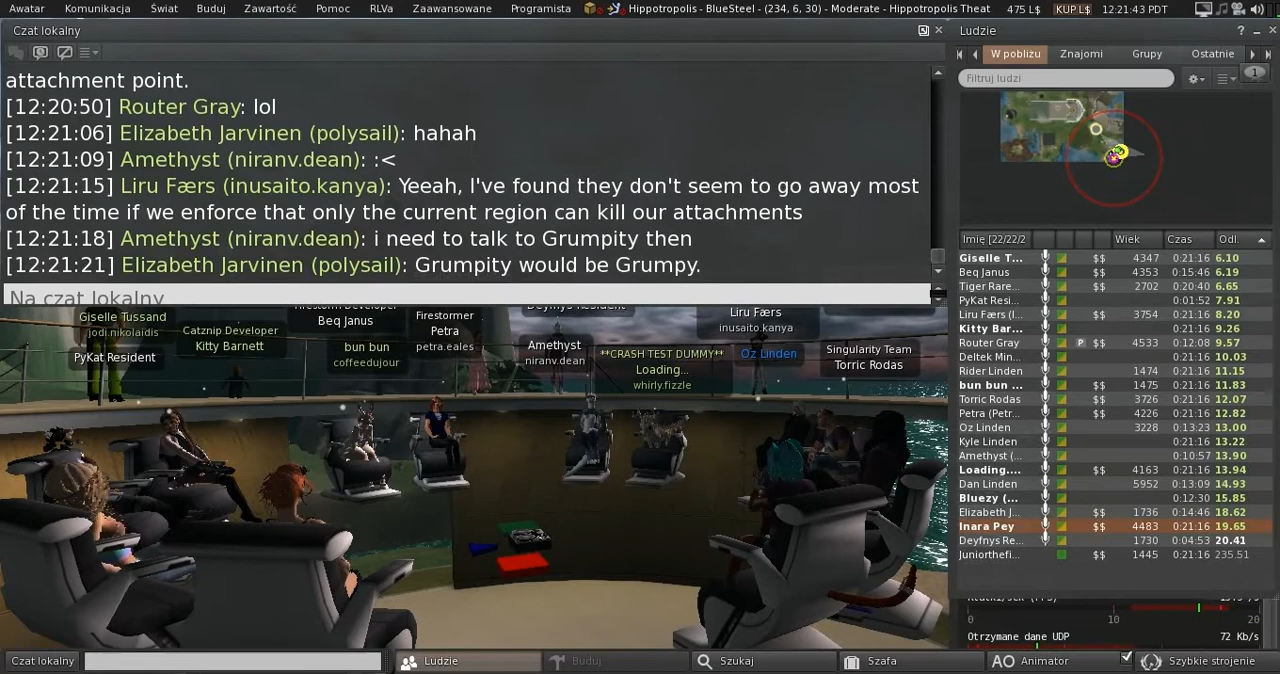 Awatar Komunikacja Świat Buduj Zawartość Pomoc RLVa Zaawansowane Programista Hippotropolis - BlueSteel - (234, 6, 30) - Moderate - Hippotropolis Theat 475 L$ KUP L$ 12:21:43 PDT
Czat lokalny
attachment point.
[12:20:50] Router Gray: lol
[12:21:06] Elizabeth Jarvinen (polysail): hahah
[12:21:09] Amethyst (niranv.dean): :<
[12:21:15] Liru Færs (inusaito.kanya): Yeeah, I've found they don't seem to go away most
of the time if we enforce that only the current region can kill our attachments
[12:21:18] Amethyst (niranv.dean): i need to talk to Grumpity then
[12:21:21] Elizabeth Jarvinen (polysail): Grumpity would be Grumpy.
Na czat lokalny
Giselle Tussand
jodi.nikolaidis
PyKat Resident
Catznip Developer
Kitty Barnett
Firestorm Developer
Beq Janus
bun bun
coffeedujour
Firestormer
Petra
petra.eales
Deyfnys Resident
Amethyst
niranv.dean
**CRASH TEST DUMMY**
Loading...
whirly.fizzle
Liru Færs
inusaito.kanya
Oz Linden
Singularity Team
Torric Rodas
Ludzie
W pobliżu Znajomi Grupy Ostatnie
Filtruj ludzi
1
Imię [22/22/2 Wiek Czas Odl.
Giselle T... $$ 4347 0:21:16 6.10
Beq Janus $$ 4353 0:15:46 6.19
Tiger Rare... $$ 2702 0:20:40 6.65
PyKat Resi... 0:01:52 7.91
Liru Færs (I... $$ 3754 0:21:16 8.20
Kitty Bar... 0:21:16 9.26
Router Gray P $$ 4533 0:12:08 9.57
Deltek Min... 0:21:16 10.03
Rider Linden 1474 0:21:16 11.15
bun bun ... $$ 1475 0:21:16 11.83
Torric Rodas $$ 3726 0:21:16 12.07
Petra (Petr... $$ 4226 0:21:16 12.82
Oz Linden 3228 0:13:23 13.00
Kyle Linden 0:21:16 13.22
Amethyst (... 0:10:57 13.90
Loading.... $$ 4163 0:21:16 13.94
Dan Linden 5952 0:13:09 14.93
Bluezy (... 0:12:30 15.85
Elizabeth J... $$ 1736 0:14:46 18.62
Inara Pey $$ 4483 0:21:16 19.65
Deyfnys Re... 1730 0:04:53 20.41
Juniorthefi... $$ 1445 0:21:16 235.51
0 10 20
Otrzymane dane UDP 72 Kb/s
Czat lokalny Ludzie Buduj Szukaj Szafa AO Animator Szybkie strojenie